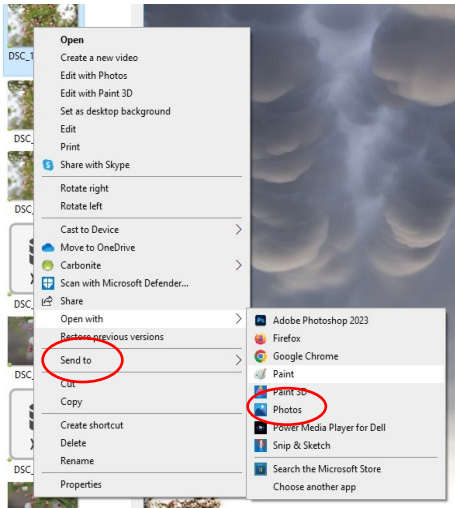 DSC_1
Open
Create a new video
Edit with Photos
Edit with Paint 3D
Set as desktop background
Edit
Print
Share with Skype
Rotate right
Rotate left
Cast to Device
Move to OneDrive
Carbonite
Scan with Microsoft Defender...
Share
Open with
Restore previous versions
Send to
Cut
Copy
Create shortcut
Delete
Rename
Properties
DSC_
DSC_
DSC_
DSC_
DSC_
Adobe Photoshop 2023
Firefox
Google Chrome
Paint
Paint 3D
Photos
Power Media Player for Dell
Snip & Sketch
Search the Microsoft Store
Choose another app